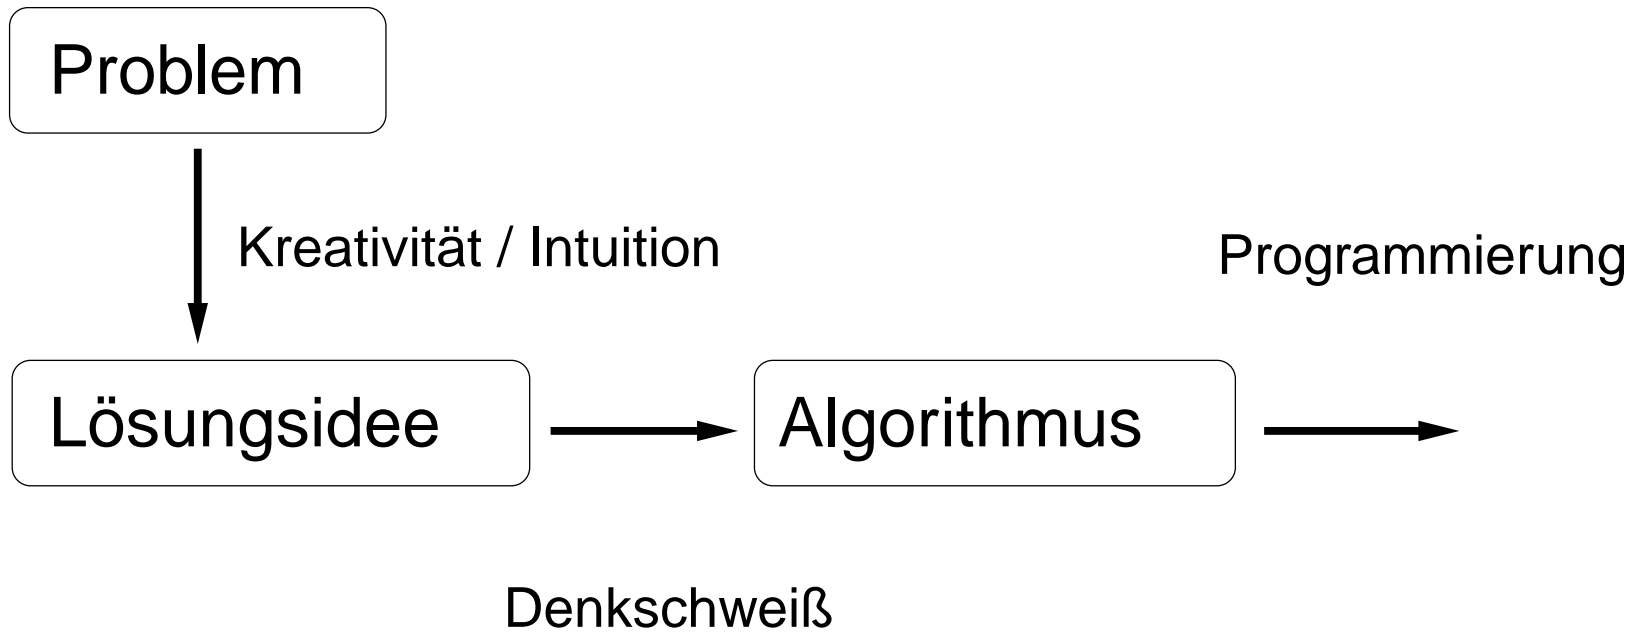 Problem
Kreativität / Intuition
Programmierung
Lösungsidee
Algorithmus
Denkschweiß